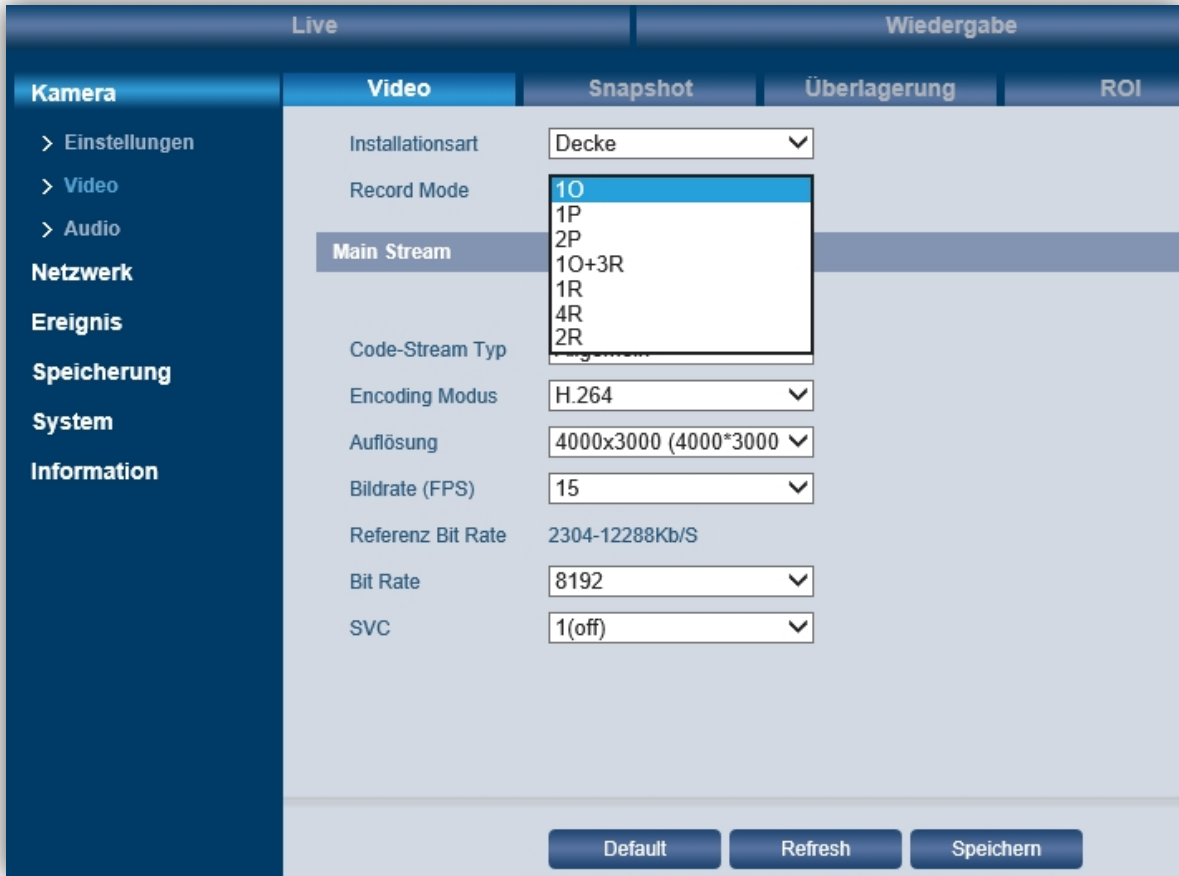 Live
Wiedergabe
Kamera
Einstellungen
Video
Audio
Netzwerk
Ereignis
Speicherung
System
Information
Video
Snapshot
Überlagerung
ROI
Installationsart
Decke
Record Mode
1O
1P
2P
1O+3R
1R
4R
2R
Main Stream
Code-Stream Typ
Encoding Modus
H.264
Auflösung
4000x3000 (4000*3000
Bildrate (FPS)
15
Referenz Bit Rate
2304-12288Kb/S
Bit Rate
8192
SVC
1(off)
Default
Refresh
Speichern